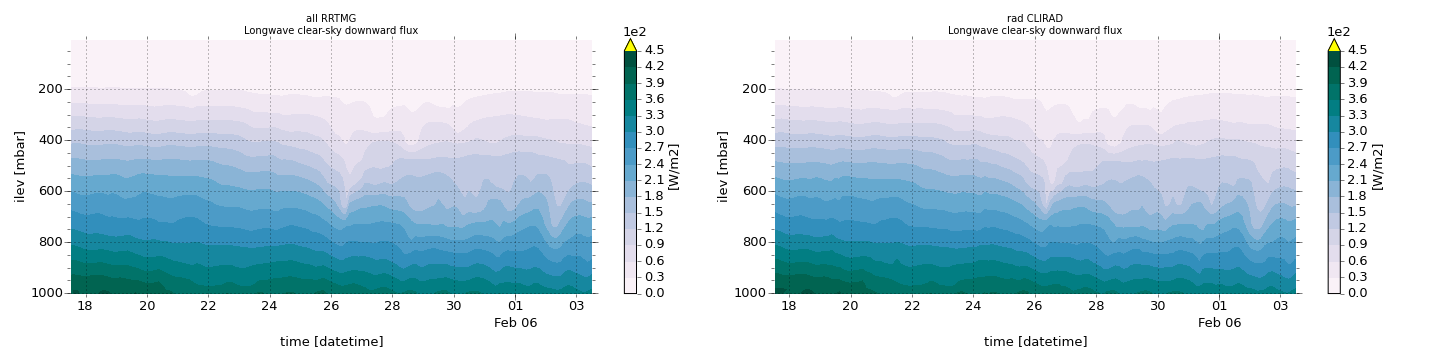 all RRTMG
Longwave clear-sky downward flux
1e2
200
400
600
800
1000
ilev [mbar]
18 20 22 24 26 28 30 01 03
Feb 06
time [datetime]
4.5
4.2
3.9
3.6
3.3
3.0
2.7
2.4
2.1
1.8
1.5
1.2
0.9
0.6
0.3
0.0
[W/m2]
rad CLIRAD
Longwave clear-sky downward flux
1e2
200
400
600
800
1000
ilev [mbar]
18 20 22 24 26 28 30 01 03
Feb 06
time [datetime]
4.5
4.2
3.9
3.6
3.3
3.0
2.7
2.4
2.1
1.8
1.5
1.2
0.9
0.6
0.3
0.0
[W/m2]